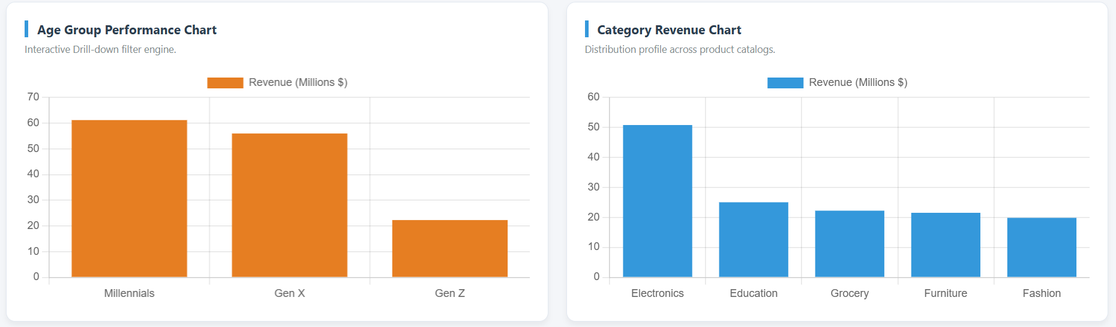 Age Group Performance Chart
Interactive Drill-down filter engine.
Revenue (Millions $)
70
60
50
40
30
20
10
0
Millennials Gen X Gen Z
Category Revenue Chart
Distribution profile across product catalogs.
Revenue (Millions $)
60
50
40
30
20
10
0
Electronics Education Grocery Furniture Fashion